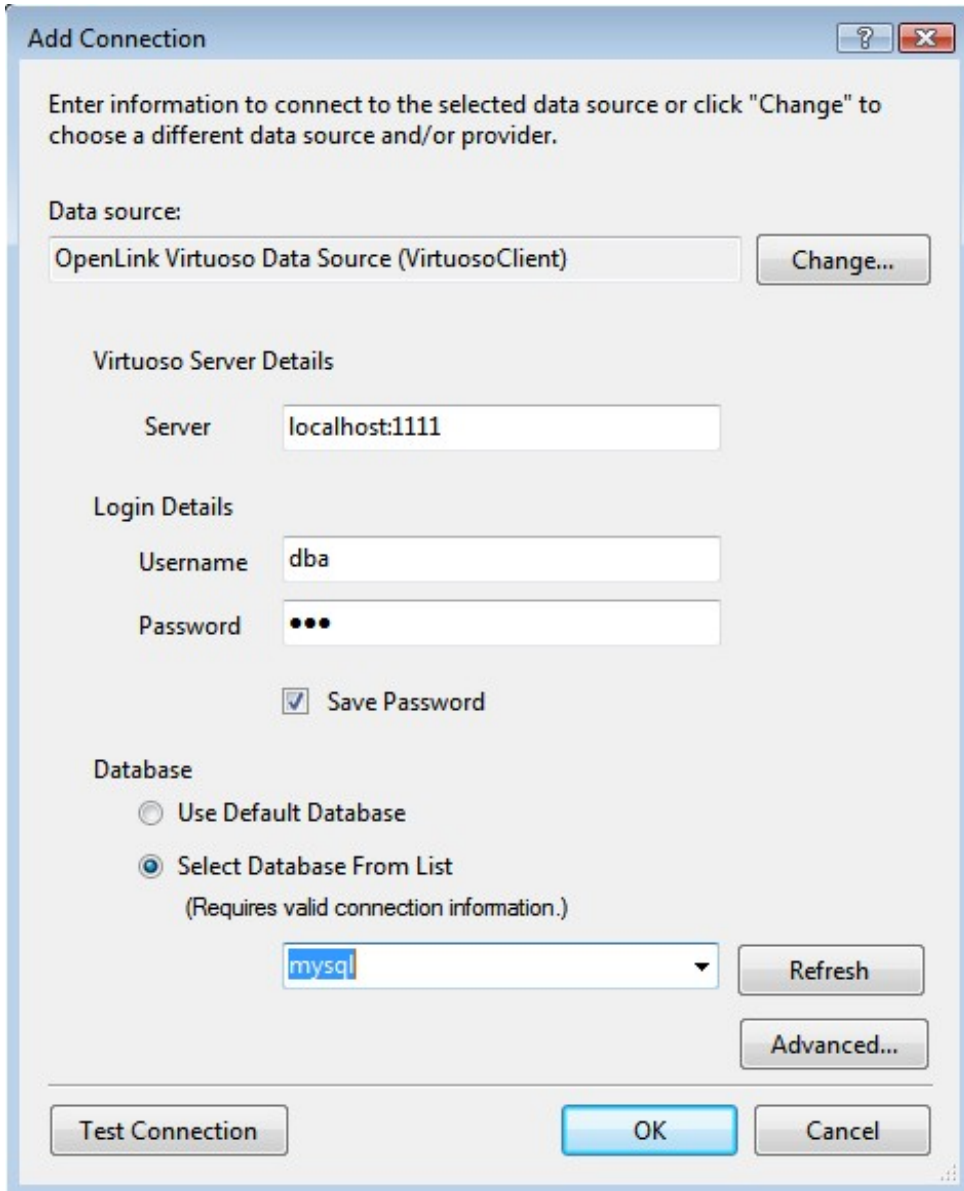 Add Connection
Enter information to connect to the selected data source or click "Change" to
choose a different data source and/or provider.
Data source:
OpenLink Virtuoso Data Source (VirtuosoClient)
Change...
Virtuoso Server Details
Server
localhost:1111
Login Details
Username
dba
Password
●●●
Save Password
Database
Use Default Database
Select Database From List
(Requires valid connection information.)
mysql
Refresh
Advanced...
Test Connection
OK
Cancel